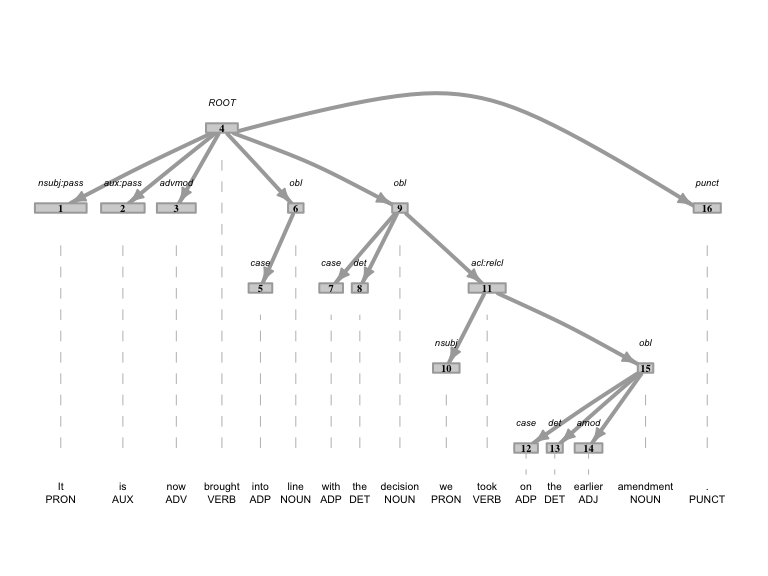 ROOT
4
nsubj:pass aux:pass advmod obl obl punct
1 2 3 6 9 16
case case det acl:relcl
5 7 8 11
nsubj obl
10 15
case det amod
12 13 14
It is now brought into line with the decision we took on the earlier amendment .
PRON AUX ADV VERB ADP NOUN ADP DET NOUN PRON VERB ADP DET ADJ NOUN PUNCT